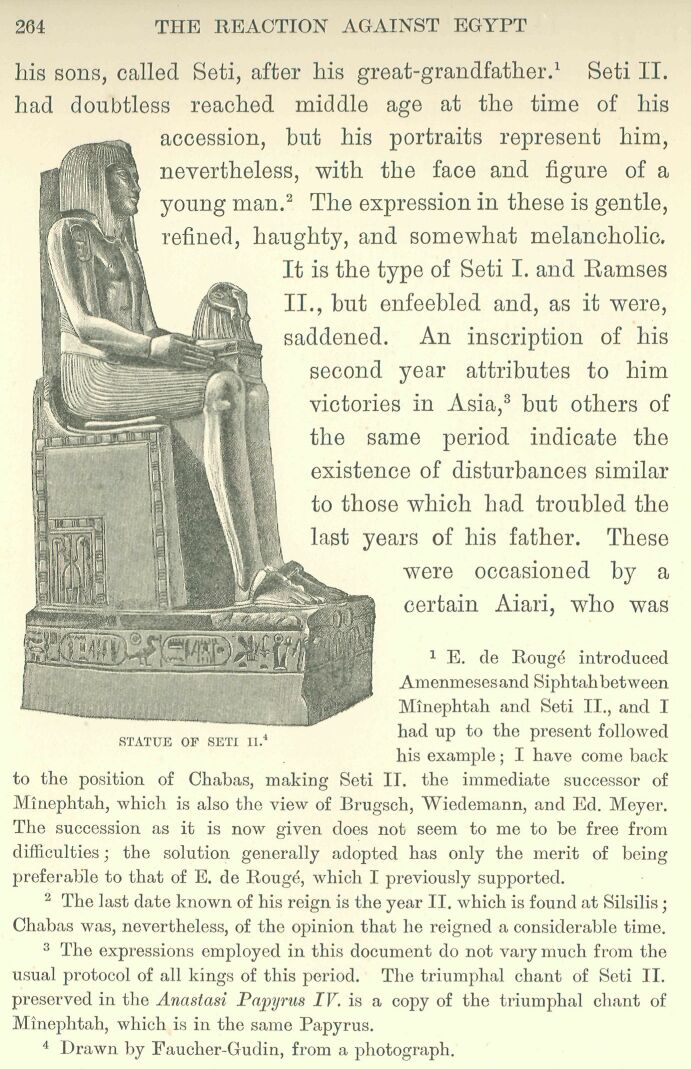 264 THE REACTION AGAINST EGYPT
his sons, called Seti, after his great-grandfather.¹ Seti II.
had doubtless reached middle age at the time of his
accession, but his portraits represent him,
nevertheless, with the face and figure of a
young man.² The expression in these is gentle,
refined, haughty, and somewhat melancholic.
It is the type of Seti I. and Ramses
II., but enfeebled and, as it were,
saddened. An inscription of his
second year attributes to him
victories in Asia,³ but others of
the same period indicate the
existence of disturbances similar
to those which had troubled the
last years of his father. These
were occasioned by a
certain Aiari, who was
STATUE OF SETI II.⁴
¹ E. de Rougé introduced
Amenmeses and Siphtah between
Mînephtah and Seti II., and I
had up to the present followed
his example; I have come back
to the position of Chabas, making Seti II. the immediate successor of
Mînephtah, which is also the view of Brugsch, Wiedemann, and Ed. Meyer.
The succession as it is now given does not seem to me to be free from
difficulties; the solution generally adopted has only the merit of being
preferable to that of E. de Rougé, which I previously supported.
² The last date known of his reign is the year II. which is found at Silsilis;
Chabas was, nevertheless, of the opinion that he reigned a considerable time.
³ The expressions employed in this document do not vary much from the
usual protocol of all kings of this period. The triumphal chant of Seti II.
preserved in the Anastasi Papyrus IV. is a copy of the triumphal chant of
Mînephtah, which is in the same Papyrus.
⁴ Drawn by Faucher-Gudin, from a photograph.